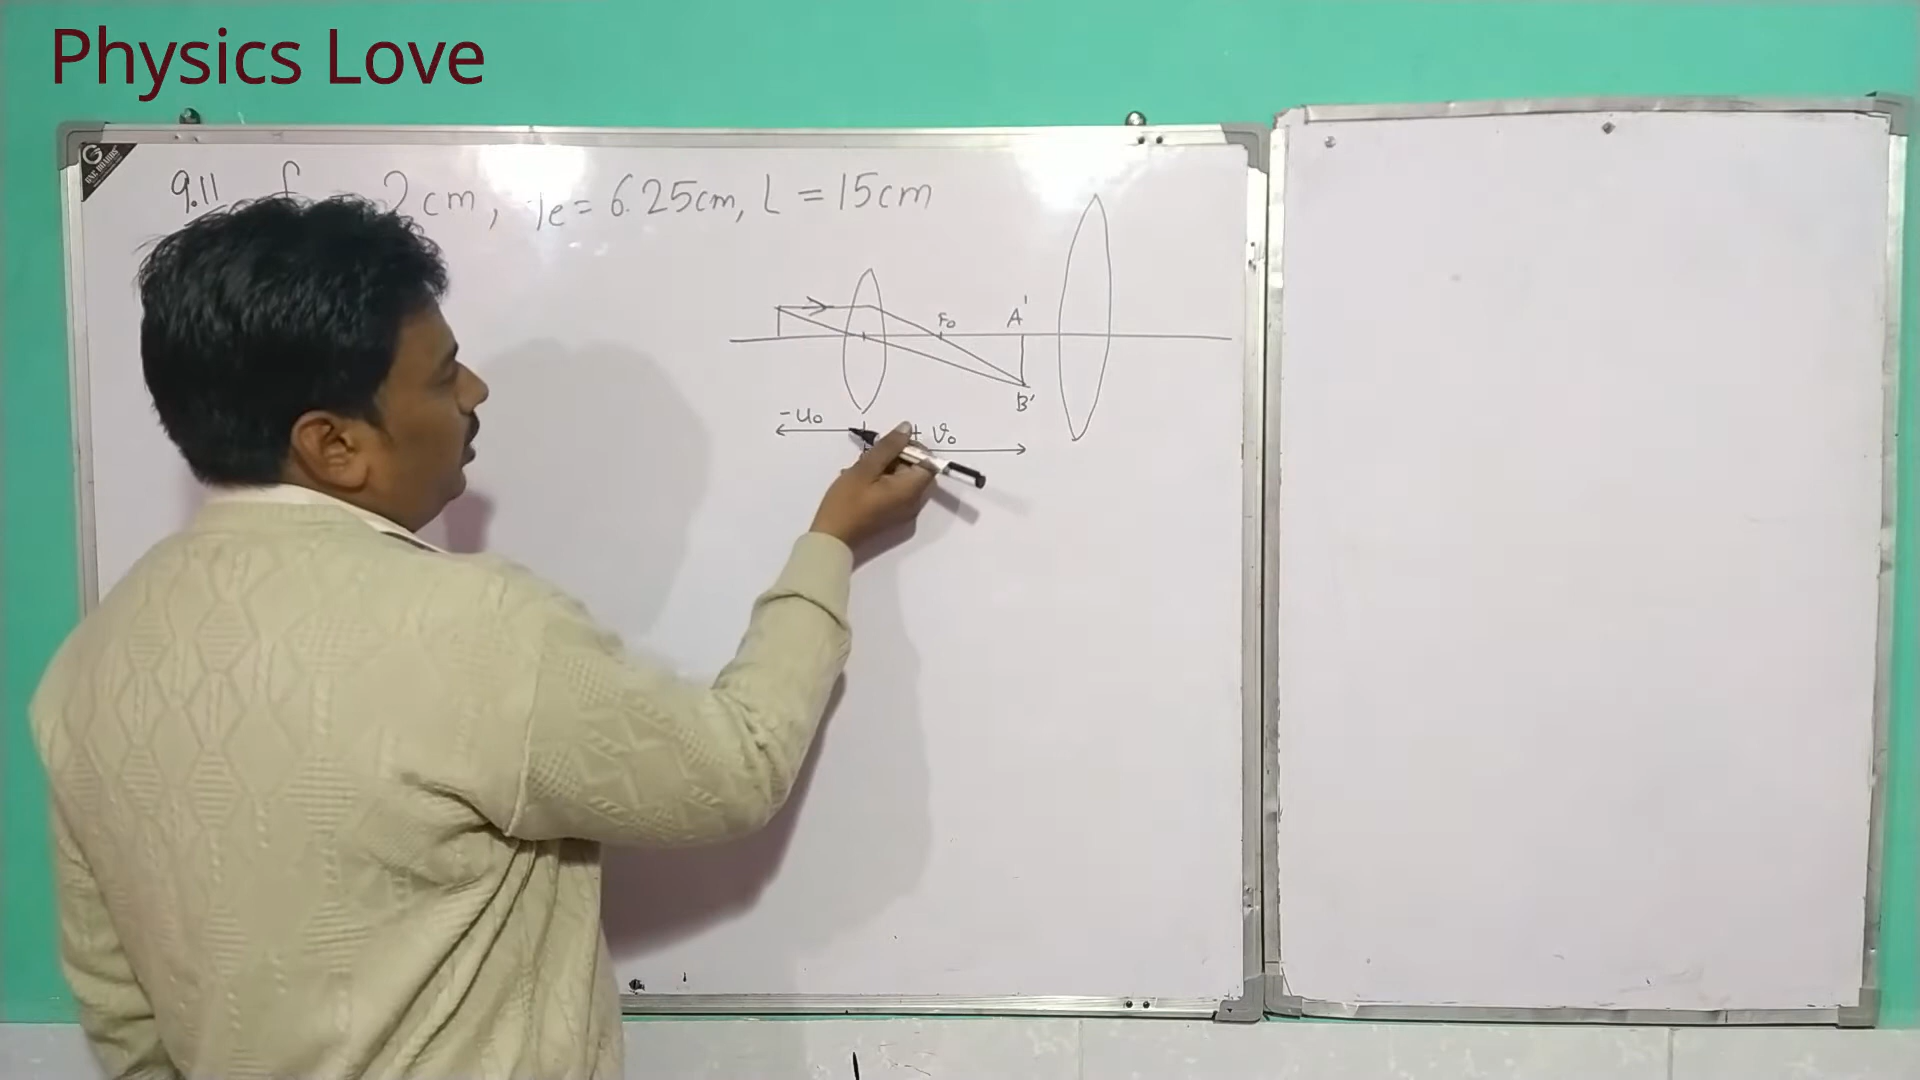 Physics Love
9.11 f 2cm, fe = 6.25cm, L = 15cm
Fo A'
B'
-uo + vo